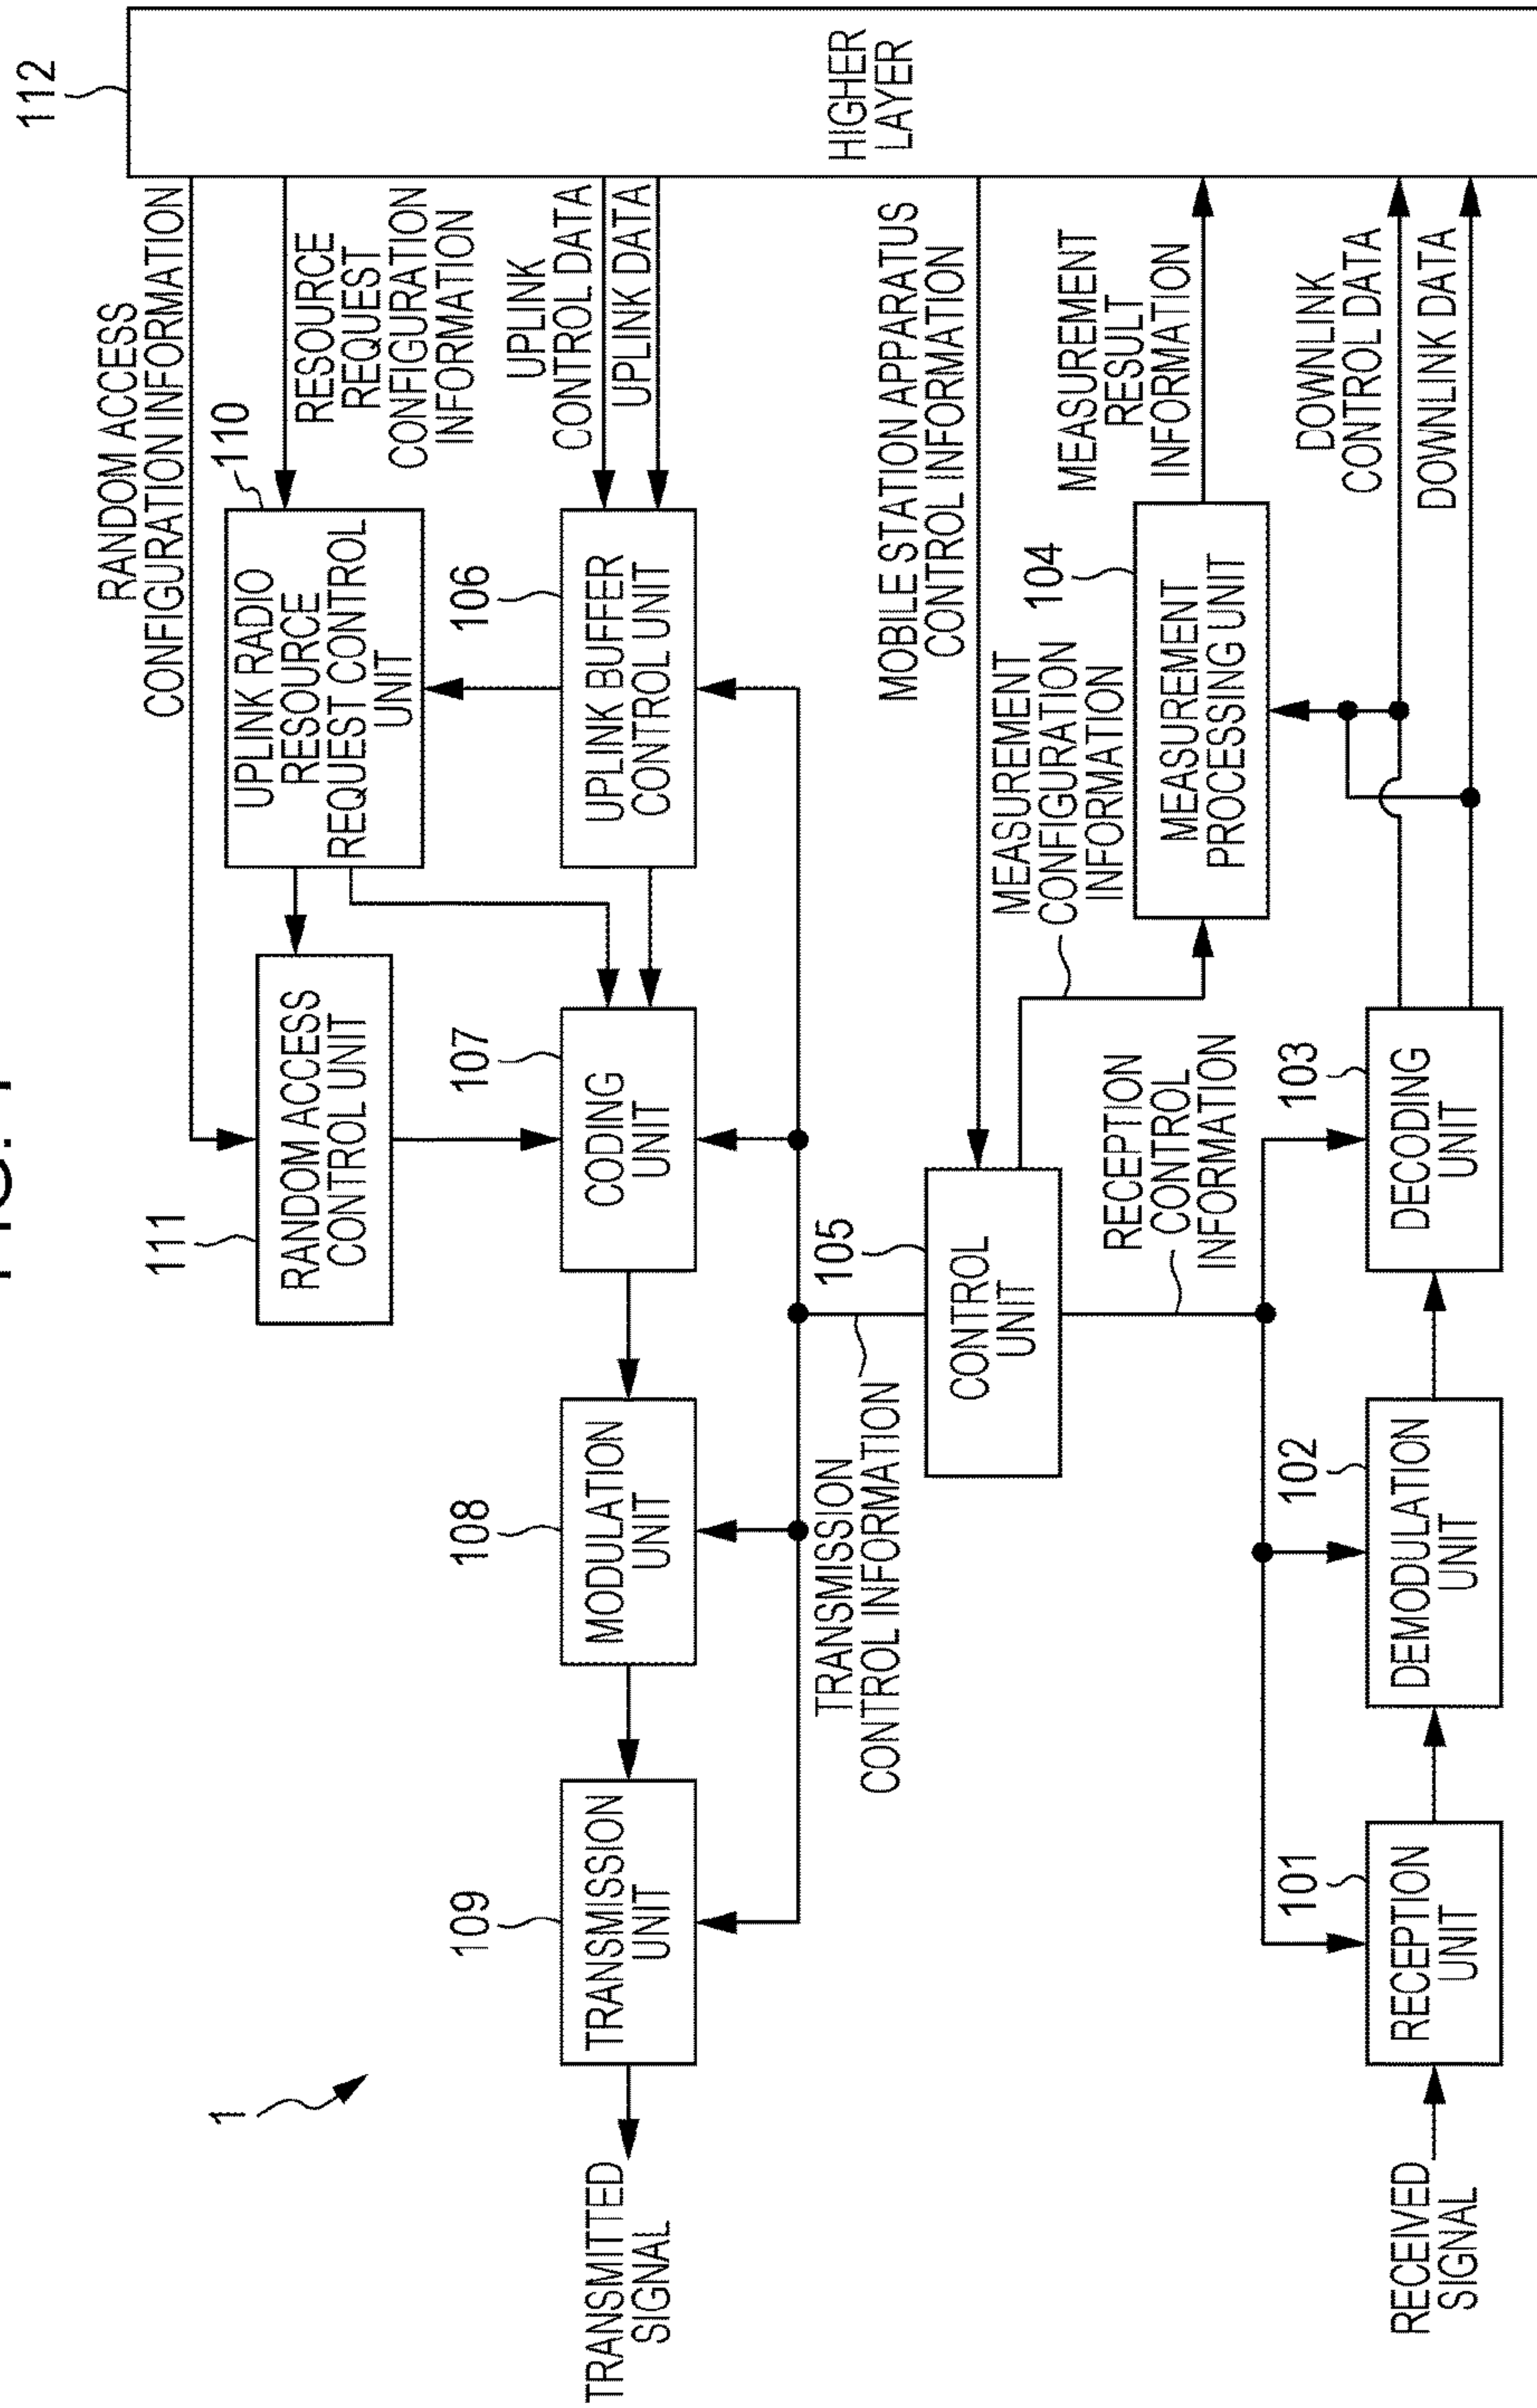 1
RANDOM ACCESS
CONFIGURATION INFORMATION
112
111
RANDOM ACCESS
CONTROL UNIT
110
UPLINK RADIO
RESOURCE
REQUEST CONTROL
UNIT
RESOURCE
REQUEST
CONFIGURATION
INFORMATION
TRANSMITTED
SIGNAL
109
TRANSMISSION
UNIT
108
MODULATION
UNIT
107
CODING
UNIT
106
UPLINK BUFFER
CONTROL UNIT
UPLINK
CONTROL DATA
UPLINK DATA
HIGHER
LAYER
TRANSMISSION
CONTROL INFORMATION
105
CONTROL
UNIT
MOBILE STATION APPARATUS
CONTROL INFORMATION
MEASUREMENT
CONFIGURATION
INFORMATION
104
MEASUREMENT
PROCESSING UNIT
MEASUREMENT
RESULT
INFORMATION
RECEPTION
CONTROL
INFORMATION
RECEIVED
SIGNAL
101
RECEPTION
UNIT
102
DEMODULATION
UNIT
103
DECODING
UNIT
DOWNLINK
CONTROL DATA
DOWNLINK DATA